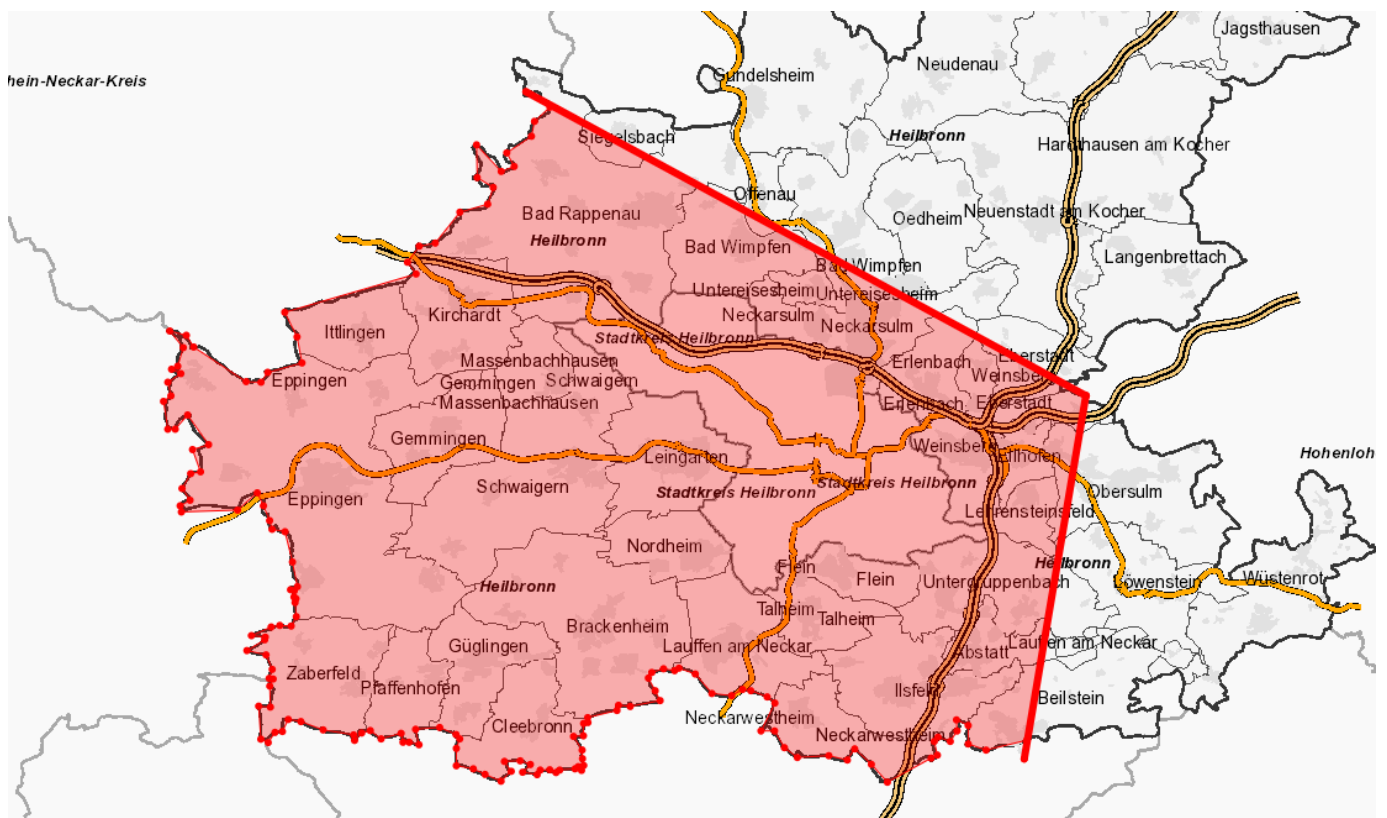 Jagsthausen
Neudenau
Gundelsheim
hein-Neckar-Kreis
Heilbronn
Siegelsbach
Hardthausen am Kocher
Offenau
Bad Rappenau
Oedheim
Neuenstadt am Kocher
Heilbronn
Bad Wimpfen
Langenbrettach
Bad Wimpfen
Untereisesheim
Untereisesheim
Kirchardt
Neckarsulm
Neckarsulm
Ittlingen
Stadtkreis Heilbronn
Eberstadt
Massenbachhausen
Erlenbach
Weinsberg
Eppingen
Gemmingen
Schwaigern
Massenbachhausen
Erlenbach
Eberstadt
Gemmingen
Weinsberg
Leingarten
Ellhofen
Hohenloh
Stadtkreis Heilbronn
Schwaigern
Stadtkreis Heilbronn
Obersulm
Eppingen
Lehrensteinsfeld
Nordheim
Heilbronn
Flein
Flein
Untergruppenbach
Löwenstein
Wüstenrot
Heilbronn
Talheim
Talheim
Brackenheim
Güglingen
Lauffen am Neckar
Lauffen am Neckar
Abstatt
Zaberfeld
Pfaffenhofen
Ilsfeld
Beilstein
Neckarwestheim
Cleebronn
Neckarwestheim